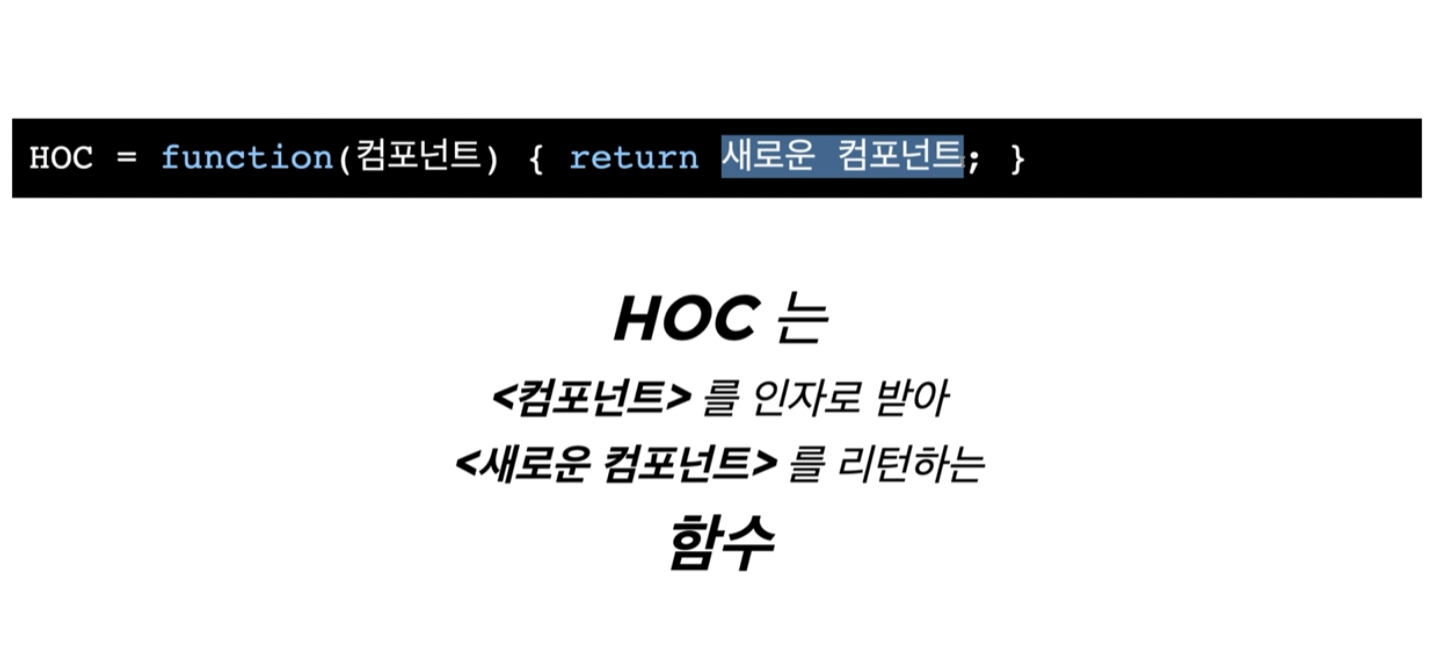 HOC = function(컴포넌트) { return 새로운 컴포넌트; }
HOC 는
<컴포넌트> 를 인자로 받아
<새로운 컴포넌트> 를 리턴하는
함수